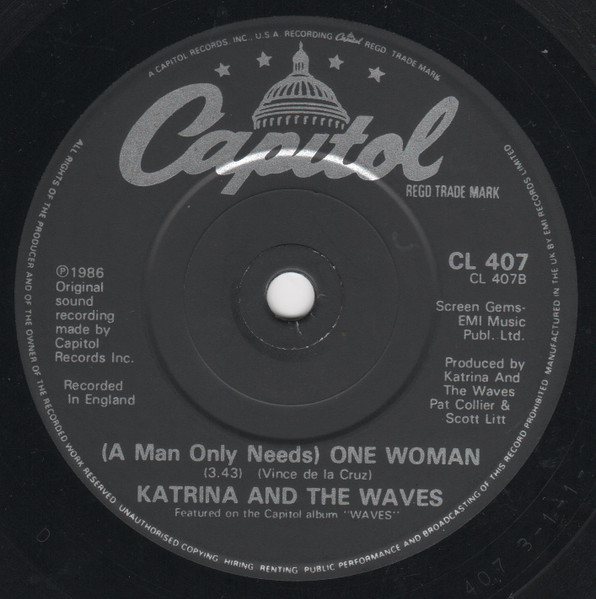 A CAPITOL RECORDS, INC., U.S.A. RECORDING Capitol REGD. TRADE MARK
Capitol
REGD TRADE MARK
CL 407
CL 407B
℗1986
Original
sound
recording
made by
Capitol
Records Inc.
Recorded
In England
Screen Gems-
EMI Music
Publ. Ltd.
Produced by
Katrina And
The Waves
Pat Collier &
Scott Litt
(A Man Only Needs) ONE WOMAN
(3.43) (Vince de la Cruz)
KATRINA AND THE WAVES
Featured on the Capitol album "WAVES"
ALL RIGHTS OF THE PRODUCER AND OF THE OWNER OF THE RECORDED WORK RESERVED. UNAUTHORISED COPYING, HIRING, RENTING, PUBLIC PERFORMANCE AND BROADCASTING OF THIS RECORD PROHIBITED. MANUFACTURED IN THE UK BY EMI RECORDS LIMITED